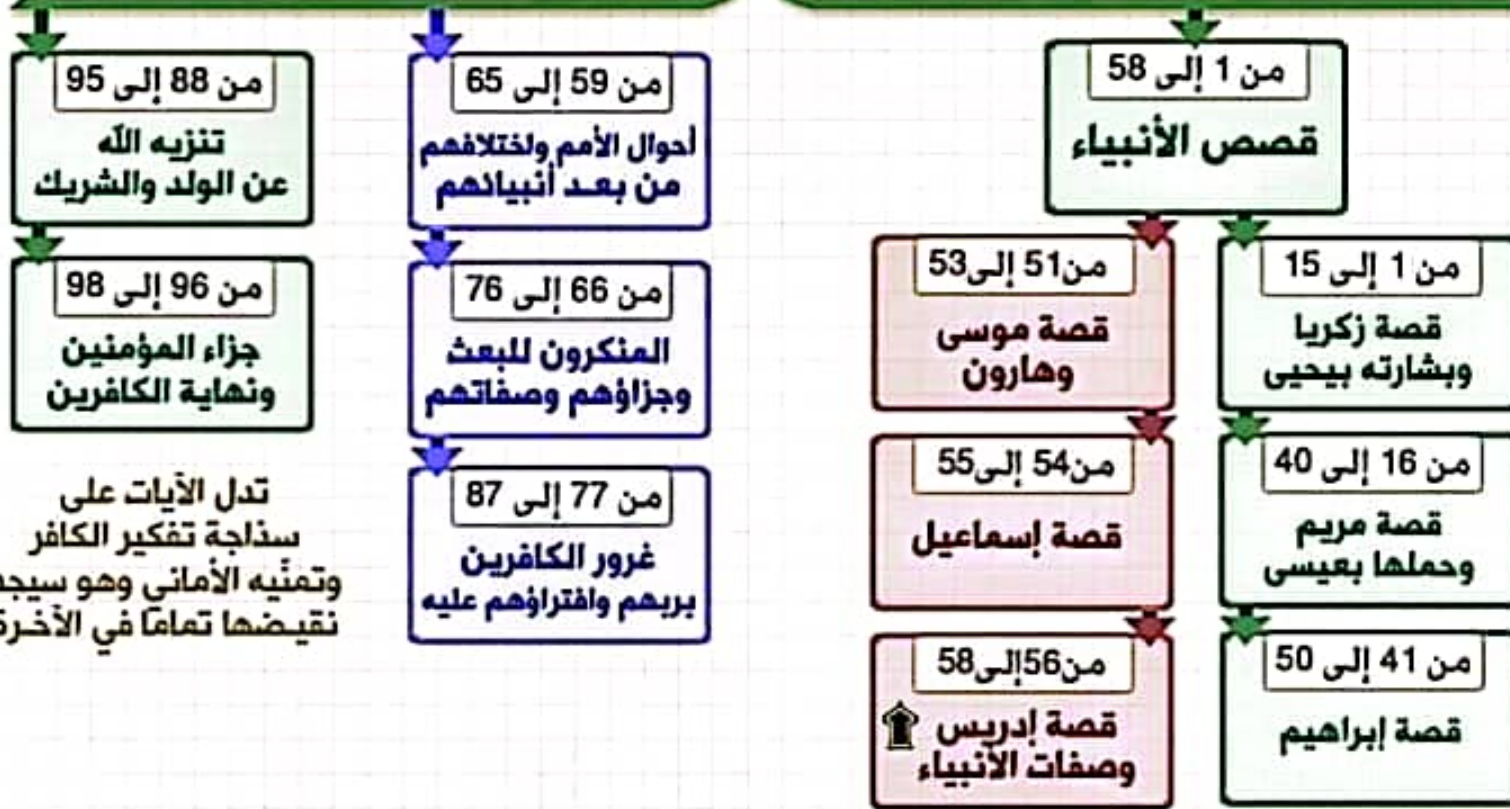 من 1 إلى 58
قصص الأنبياء
من 1 إلى 15
قصة زكريا
وبشارته بيحيى
من 16 إلى 40
قصة مريم
وحملها بعيسى
من 41 إلى 50
قصة إبراهيم
من51 إلى53
قصة موسى
وهارون
من54 إلى55
قصة إسماعيل
من56إلى58
قصة إدريس
وصفات الأنبياء
من 59 إلى 65
أحوال الأمم واختلافهم
من بعد أنبيائهم
من 66 إلى 76
المنكرون للبعث
وجزاؤهم وصفاتهم
من 77 إلى 87
غرور الكافرين
بربهم وافتراؤهم عليه
من 88 إلى 95
تنزيه الله
عن الولد والشريك
من 96 إلى 98
جزاء المؤمنين
ونهاية الكافرين
تدل الآيات على
سذاجة تفكير الكافر
وتمنّيه الأماني وهو سيجد
نقيضها تماما في الآخرة